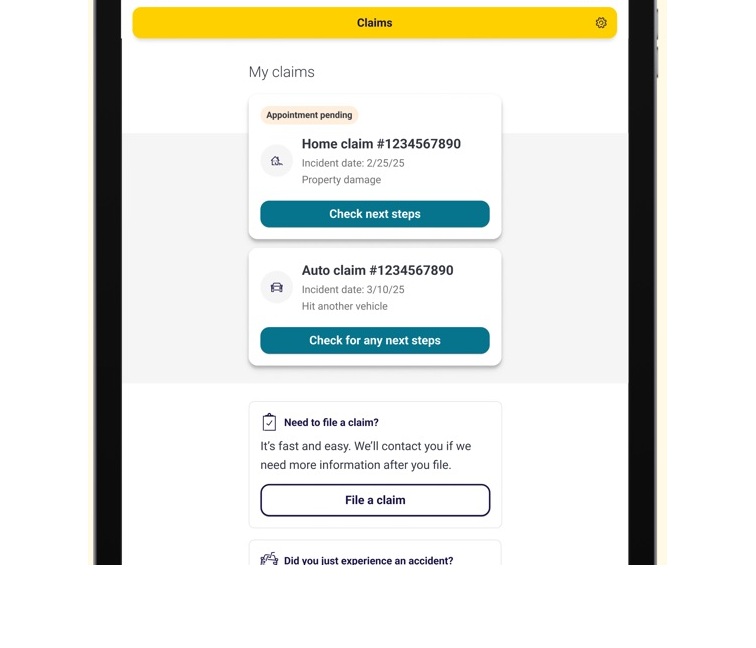 Claims
My claims
Appointment pending
Home claim #1234567890
Incident date: 2/25/25
Property damage
Check next steps
Auto claim #1234567890
Incident date: 3/10/25
Hit another vehicle
Check for any next steps
Need to file a claim?
It’s fast and easy. We’ll contact you if we
need more information after you file.
File a claim
Did you just experience an accident?